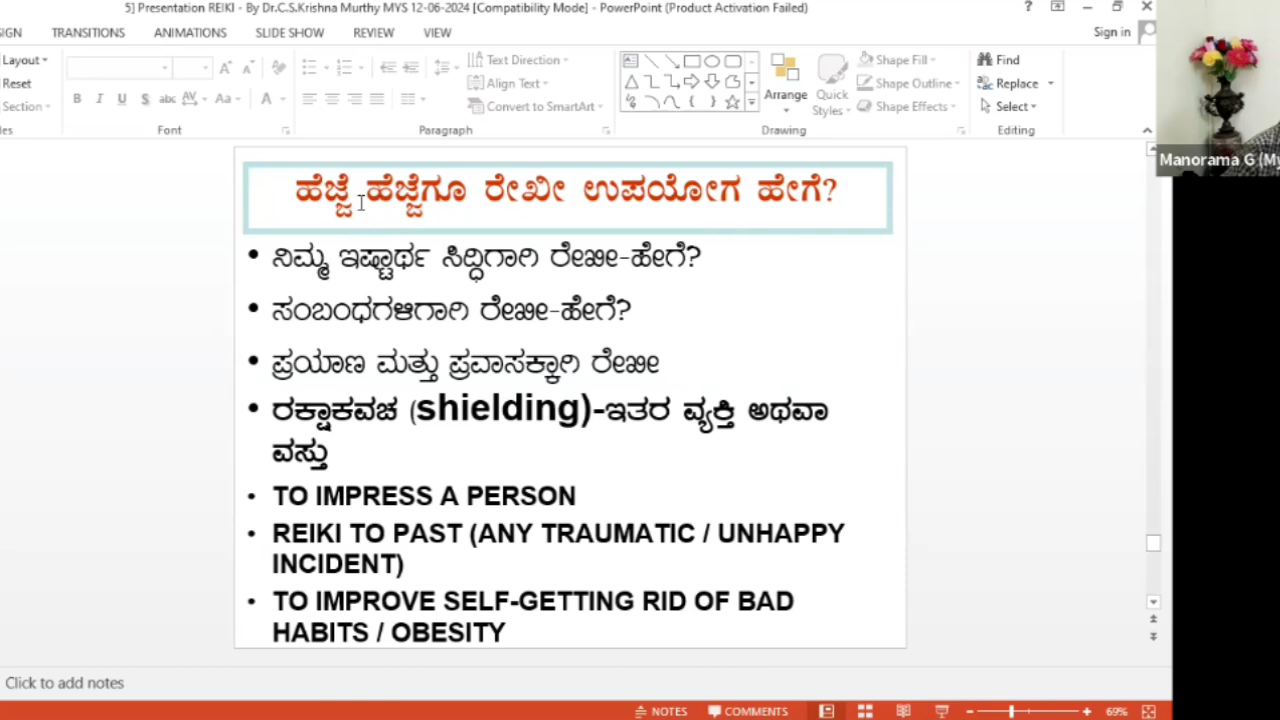 5] Presentation REIKI - By Dr.C.S.Krishna Murthy MYS 12-06-2024 [Compatibility Mode] - PowerPoint (Product Activation Failed)
TRANSITIONS ANIMATIONS SLIDE SHOW REVIEW VIEW Sign in
Layout Text Direction Shape Fill Find
Reset Align Text Arrange Quick Shape Outline Replace
Section Convert to SmartArt Styles Shape Effects Select
Font Paragraph Drawing Editing
Manorama G (My
ಹೆಜ್ಜೆ ಹೆಜ್ಜೆಗೂ ರೇಖೀ ಉಪಯೋಗ ಹೇಗೆ?
• ನಿಮ್ಮ ಇಷ್ಟಾರ್ಥ ಸಿದ್ಧಿಗಾಗಿ ರೇಖೀ-ಹೇಗೆ?
• ಸಂಬಂಧಗಳಿಗಾಗಿ ರೇಖೀ-ಹೇಗೆ?
• ಪ್ರಯಾಣ ಮತ್ತು ಪ್ರವಾಸಕ್ಕಾಗಿ ರೇಖೀ
• ರಕ್ಷಾಕವಚ (shielding)-ಇತರ ವ್ಯಕ್ತಿ ಅಥವಾ
ವಸ್ತು
• TO IMPRESS A PERSON
• REIKI TO PAST (ANY TRAUMATIC / UNHAPPY
INCIDENT)
• TO IMPROVE SELF-GETTING RID OF BAD
HABITS / OBESITY
Click to add notes
NOTES COMMENTS 69%